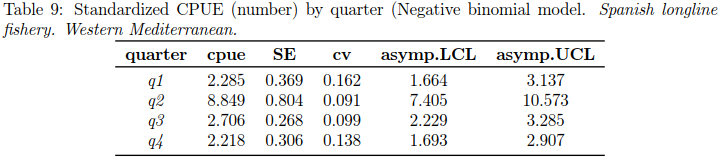 Table 9: Standardized CPUE (number) by quarter (Negative binomial model. Spanish longline
fishery. Western Mediterranean.
quarter cpue SE cv asymp.LCL asymp.UCL
q1 2.285 0.369 0.162 1.664 3.137
q2 8.849 0.804 0.091 7.405 10.573
q3 2.706 0.268 0.099 2.229 3.285
q4 2.218 0.306 0.138 1.693 2.907